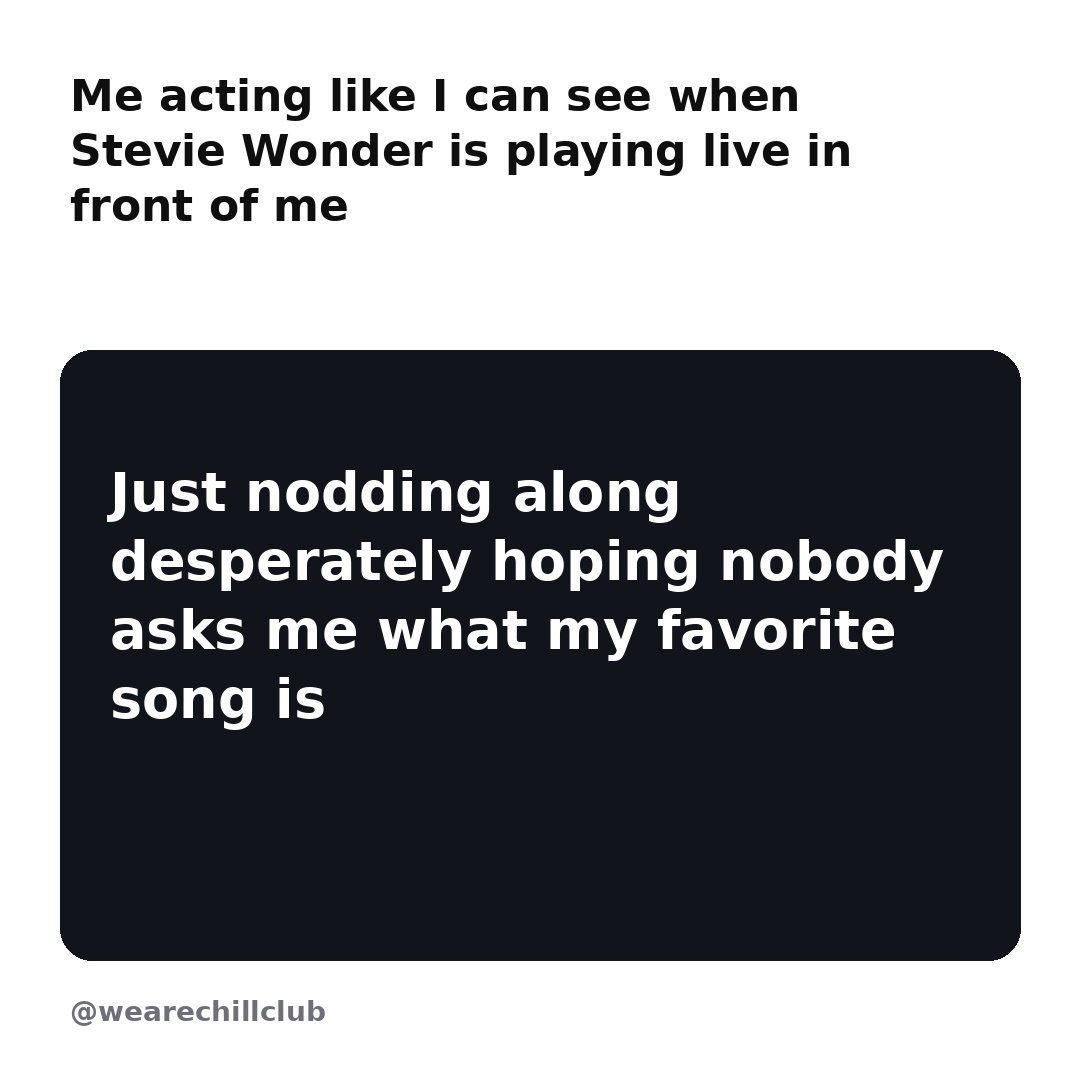 Me acting like I can see when
Stevie Wonder is playing live in
front of me
Just nodding along
desperately hoping nobody
asks me what my favorite
song is
@wearechillclub